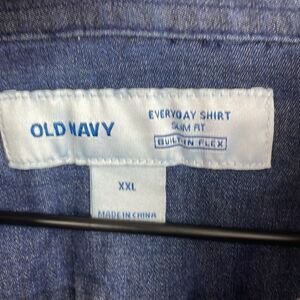 OLD NAVY
EVERYDAY SHIRT
SLIM FIT
BUILT-IN FLEX
XXL
MADE IN CHINA